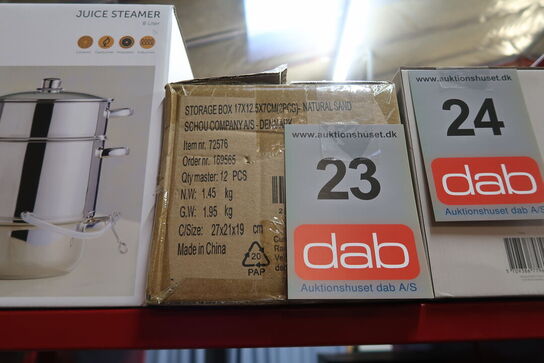 JUICE STEAMER
8 Liter
STORAGE BOX 17X12.5X7CM(2PCS)- NATURAL SAND
SCHOU COMPANY A/S - DENMARK
Item nr. 72576
Order nr. 169565
Qty master: 12 PCS
N.W: 1.45 kg
G.W: 1.95 kg
C/Size: 27x21x19 cm
Made in China
20
PAP
www.auktionshuset.dk
23
dab
Auktionshuset dab A/S
www.auktionshuset.dk
24
dab
Auktionshuset dab A/S